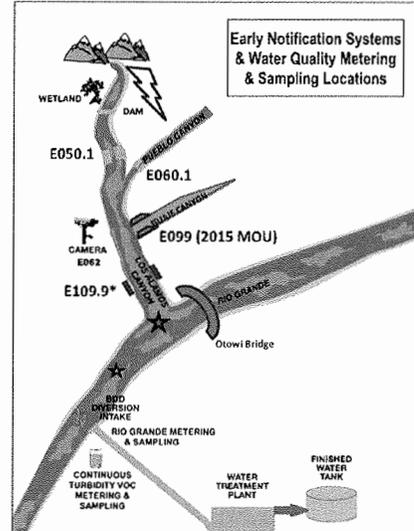 Early Notification Systems
& Water Quality Metering
& Sampling Locations
WETLAND
DAM
PUEBLO CANYON
E050.1
E060.1
GUAJE CANYON
E099 (2015 MOU)
CAMERA
E062
LOS ALAMOS
CANYON
E109.9*
RIO GRANDE
Otowi Bridge
BDD
DIVERSION
INTAKE
RIO GRANDE METERING
& SAMPLING
CONTINUOUS
TURBIDITY VOC
METERING &
SAMPLING
WATER
TREATMENT
PLANT
FINISHED
WATER
TANK